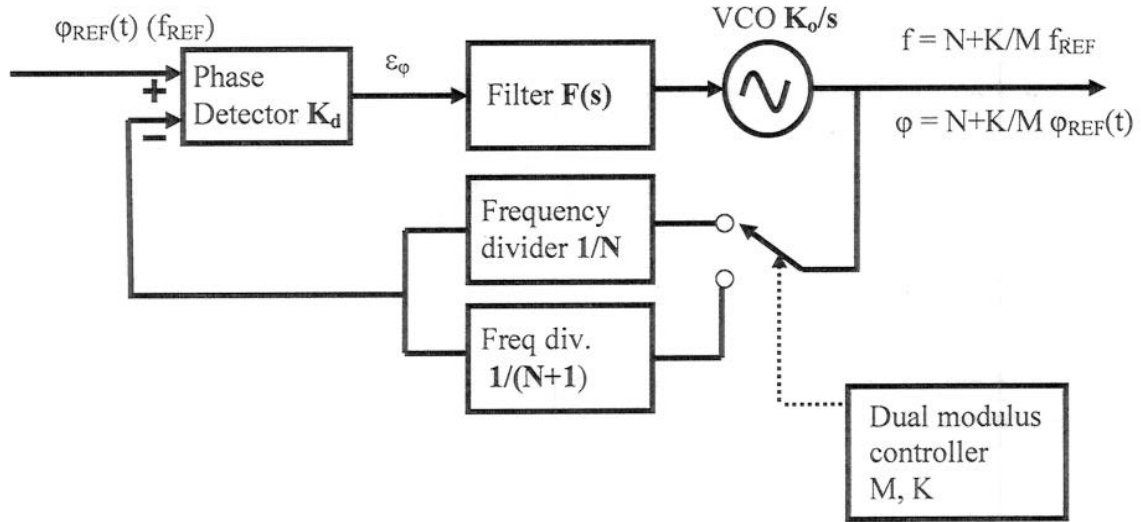 φREF(t) (fREF)
+
−
Phase
Detector Kd
εφ
Filter F(s)
VCO Ko/s
f = N+K/M fREF
φ = N+K/M φREF(t)
Frequency
divider 1/N
Freq div.
1/(N+1)
Dual modulus
controller
M, K